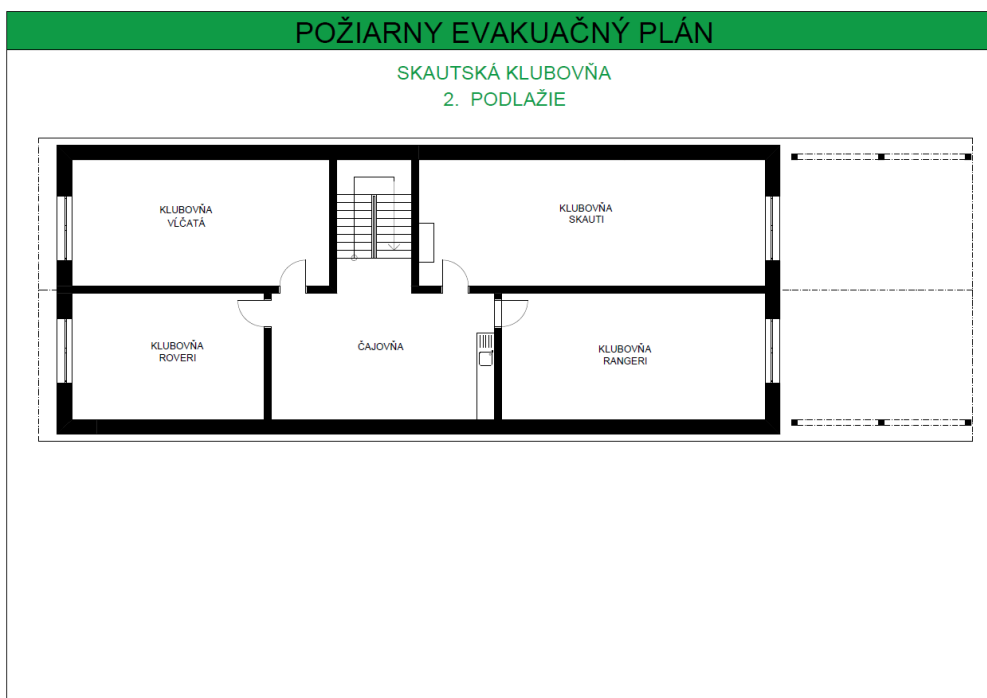 POŽIARNY EVAKUAČNÝ PLÁN
SKAUTSKÁ KLUBOVŇA
2. PODLAŽIE
KLUBOVŇA
VĹČATÁ
KLUBOVŇA
SKAUTI
KLUBOVŇA
ROVERI
ČAJOVŇA
KLUBOVŇA
RANGERI